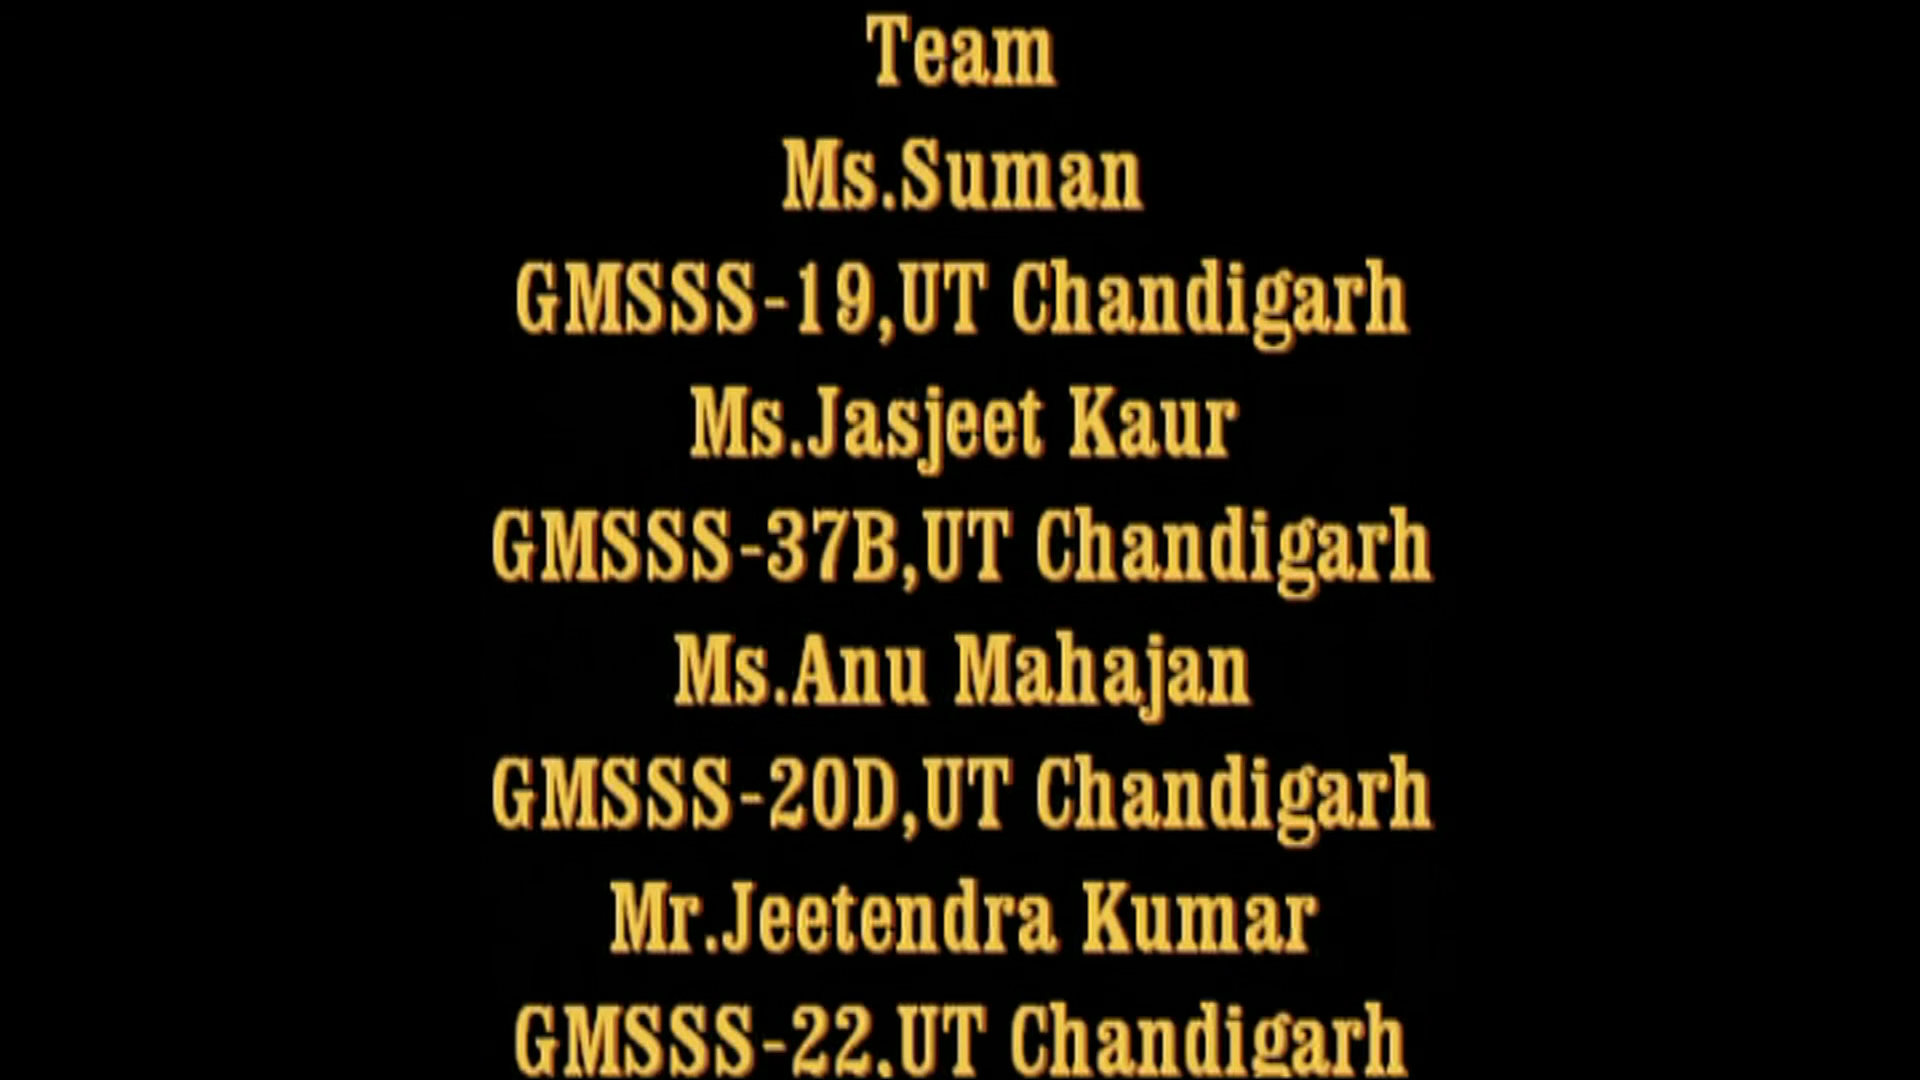 Team
Ms.Suman
GMSSS-19,UT Chandigarh
Ms.Jasjeet Kaur
GMSSS-37B,UT Chandigarh
Ms.Anu Mahajan
GMSSS-20D,UT Chandigarh
Mr.Jeetendra Kumar
GMSSS-22,UT Chandigarh